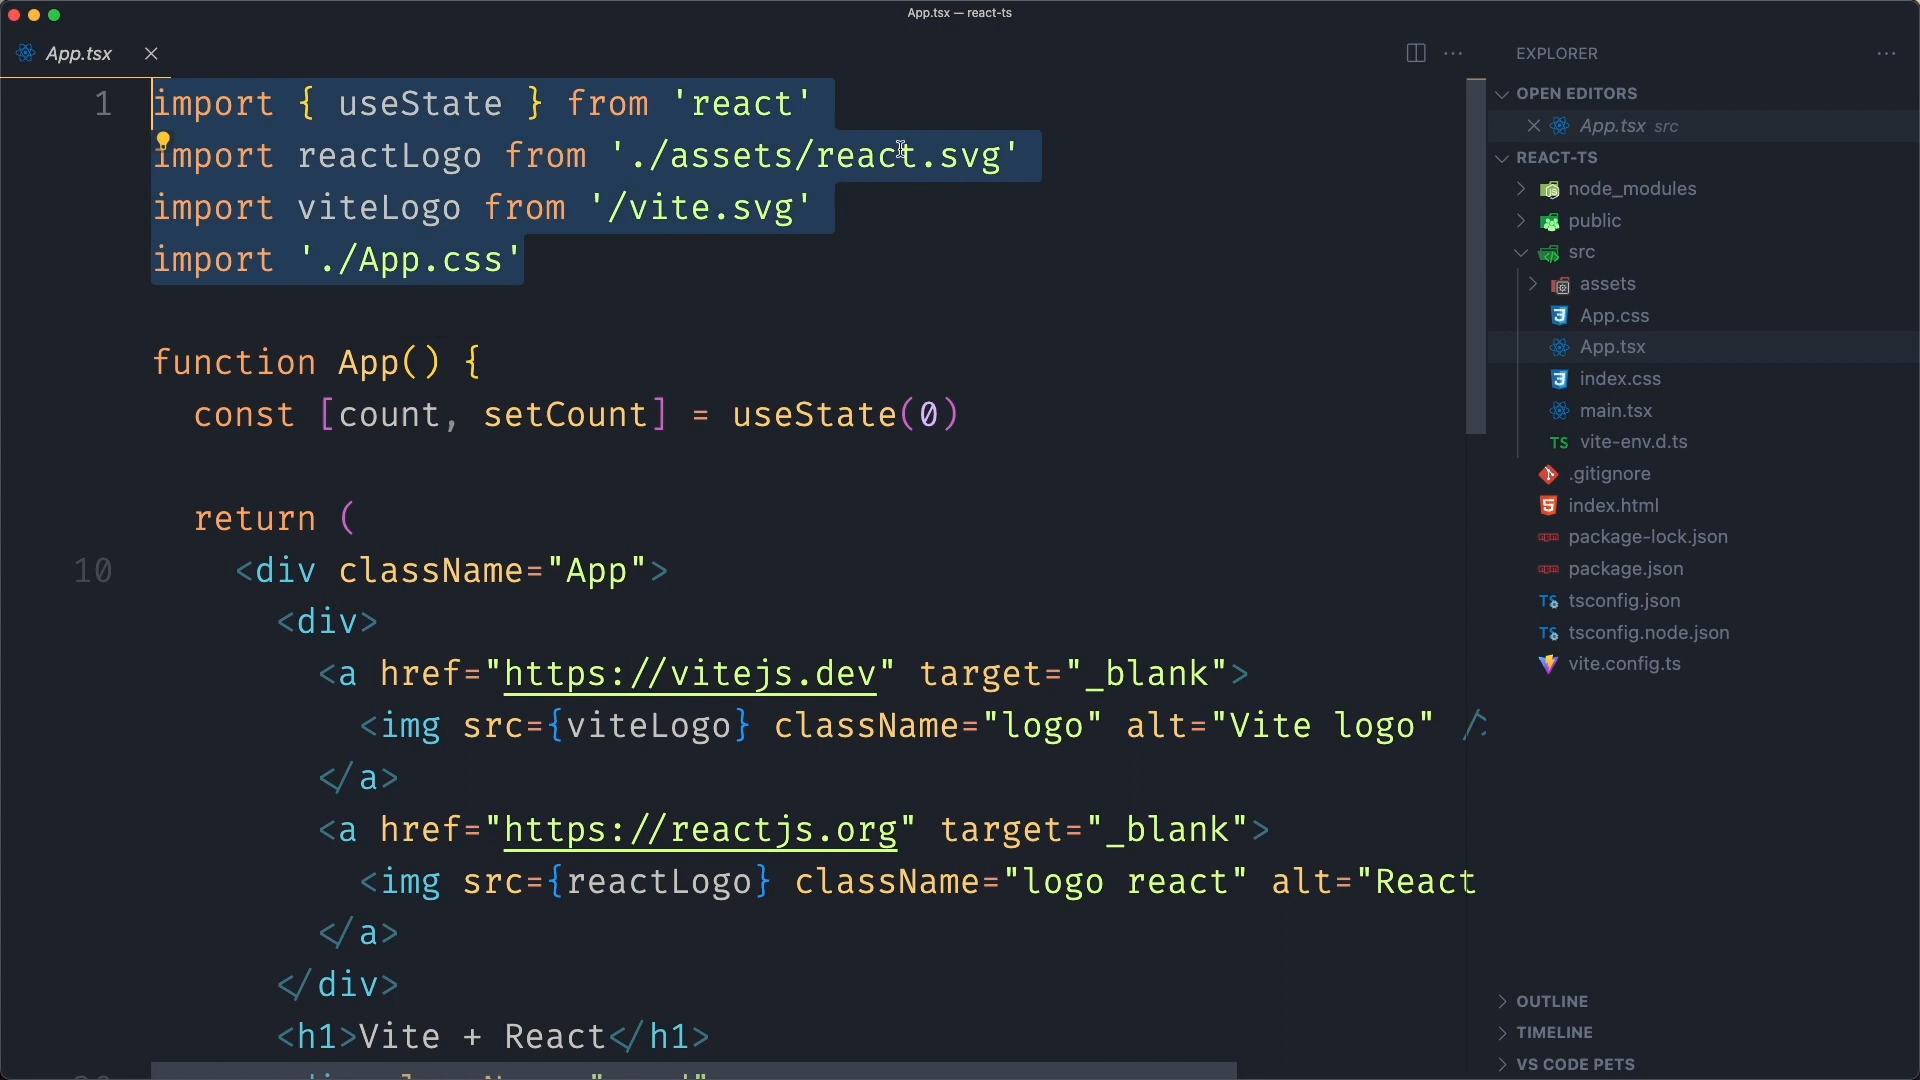 App.tsx — react-ts
App.tsx
1 import { useState } from 'react'
import reactLogo from './assets/react.svg'
import viteLogo from '/vite.svg'
import './App.css'
function App() {
const [count, setCount] = useState(0)
return (
10 <div className="App">
<div>
<a href="https://vitejs.dev" target="_blank">
<img src={viteLogo} className="logo" alt="Vite logo" />
</a>
<a href="https://reactjs.org" target="_blank">
<img src={reactLogo} className="logo react" alt="React
</a>
</div>
<h1>Vite + React</h1>
EXPLORER
OPEN EDITORS
App.tsx src
REACT-TS
node_modules
public
src
assets
App.css
App.tsx
index.css
main.tsx
TS vite-env.d.ts
.gitignore
index.html
package-lock.json
package.json
TS tsconfig.json
TS tsconfig.node.json
vite.config.ts
OUTLINE
TIMELINE
VS CODE PETS